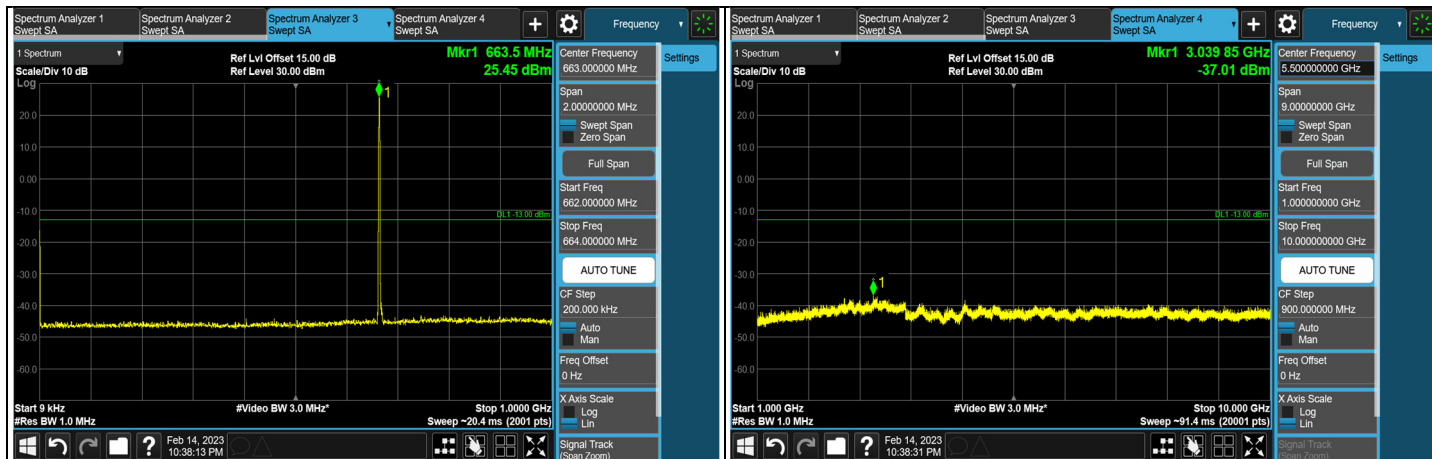 Spectrum Analyzer 1
Swept SA
Spectrum Analyzer 2
Swept SA
Spectrum Analyzer 3
Swept SA
Spectrum Analyzer 4
Swept SA
+
Frequency
1 Spectrum
Scale/Div 10 dB
Log
Ref Lvl Offset 15.00 dB
Ref Level 30.00 dBm
Mkr1 663.5 MHz
25.45 dBm
1
20.0
10.0
0.00
-10.0
-20.0
-30.0
-40.0
-50.0
-60.0
DL1 -13.00 dBm
Start 9 kHz
#Res BW 1.0 MHz
#Video BW 3.0 MHz*
Stop 1.0000 GHz
Sweep ~20.4 ms (2001 pts)
Center Frequency
663.000000 MHz
Settings
Span
2.00000000 MHz
Swept Span
Zero Span
Full Span
Start Freq
662.000000 MHz
Stop Freq
664.000000 MHz
AUTO TUNE
CF Step
200.000 kHz
Auto
Man
Freq Offset
0 Hz
X Axis Scale
Log
Lin
Signal Track
(Span Zoom)
?
Feb 14, 2023
10:38:13 PM
Spectrum Analyzer 1
Swept SA
Spectrum Analyzer 2
Swept SA
Spectrum Analyzer 3
Swept SA
Spectrum Analyzer 4
Swept SA
+
Frequency
1 Spectrum
Scale/Div 10 dB
Log
Ref Lvl Offset 15.00 dB
Ref Level 30.00 dBm
Mkr1 3.039 85 GHz
-37.01 dBm
1
20.0
10.0
0.00
-10.0
-20.0
-30.0
-40.0
-50.0
-60.0
DL1 -13.00 dBm
Start 1.000 GHz
#Res BW 1.0 MHz
#Video BW 3.0 MHz*
Stop 10.000 GHz
Sweep ~91.4 ms (20001 pts)
Center Frequency
5.500000000 GHz
Settings
Span
9.00000000 GHz
Swept Span
Zero Span
Full Span
Start Freq
1.000000000 GHz
Stop Freq
10.000000000 GHz
AUTO TUNE
CF Step
900.000000 MHz
Auto
Man
Freq Offset
0 Hz
X Axis Scale
Log
Lin
Signal Track
(Span Zoom)
?
Feb 14, 2023
10:38:31 PM